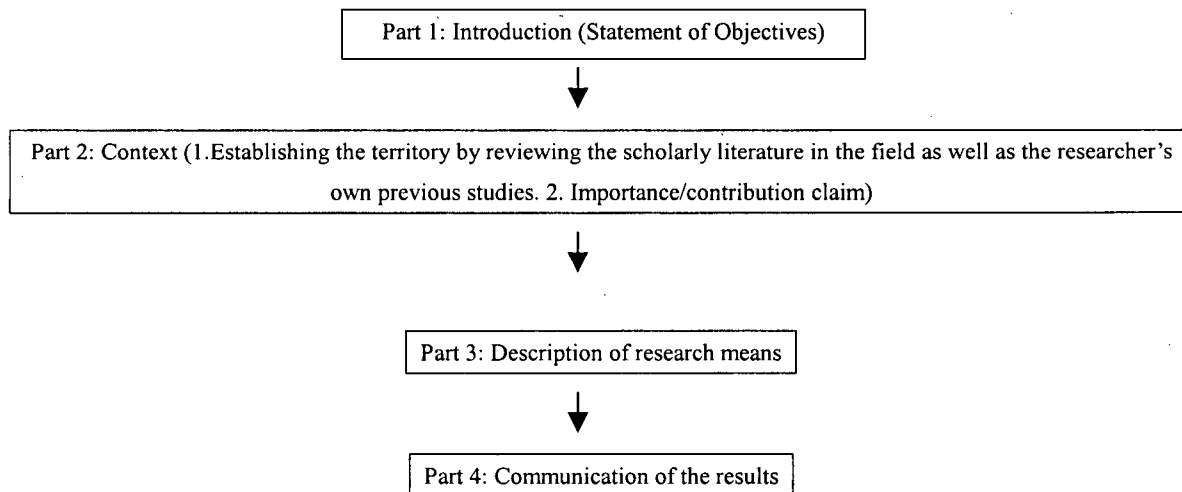 Part 1: Introduction (Statement of Objectives)
Part 2: Context (1.Establishing the territory by reviewing the scholarly literature in the field as well as the researcher's
own previous studies. 2. Importance/contribution claim)
Part 3: Description of research means
Part 4: Communication of the results